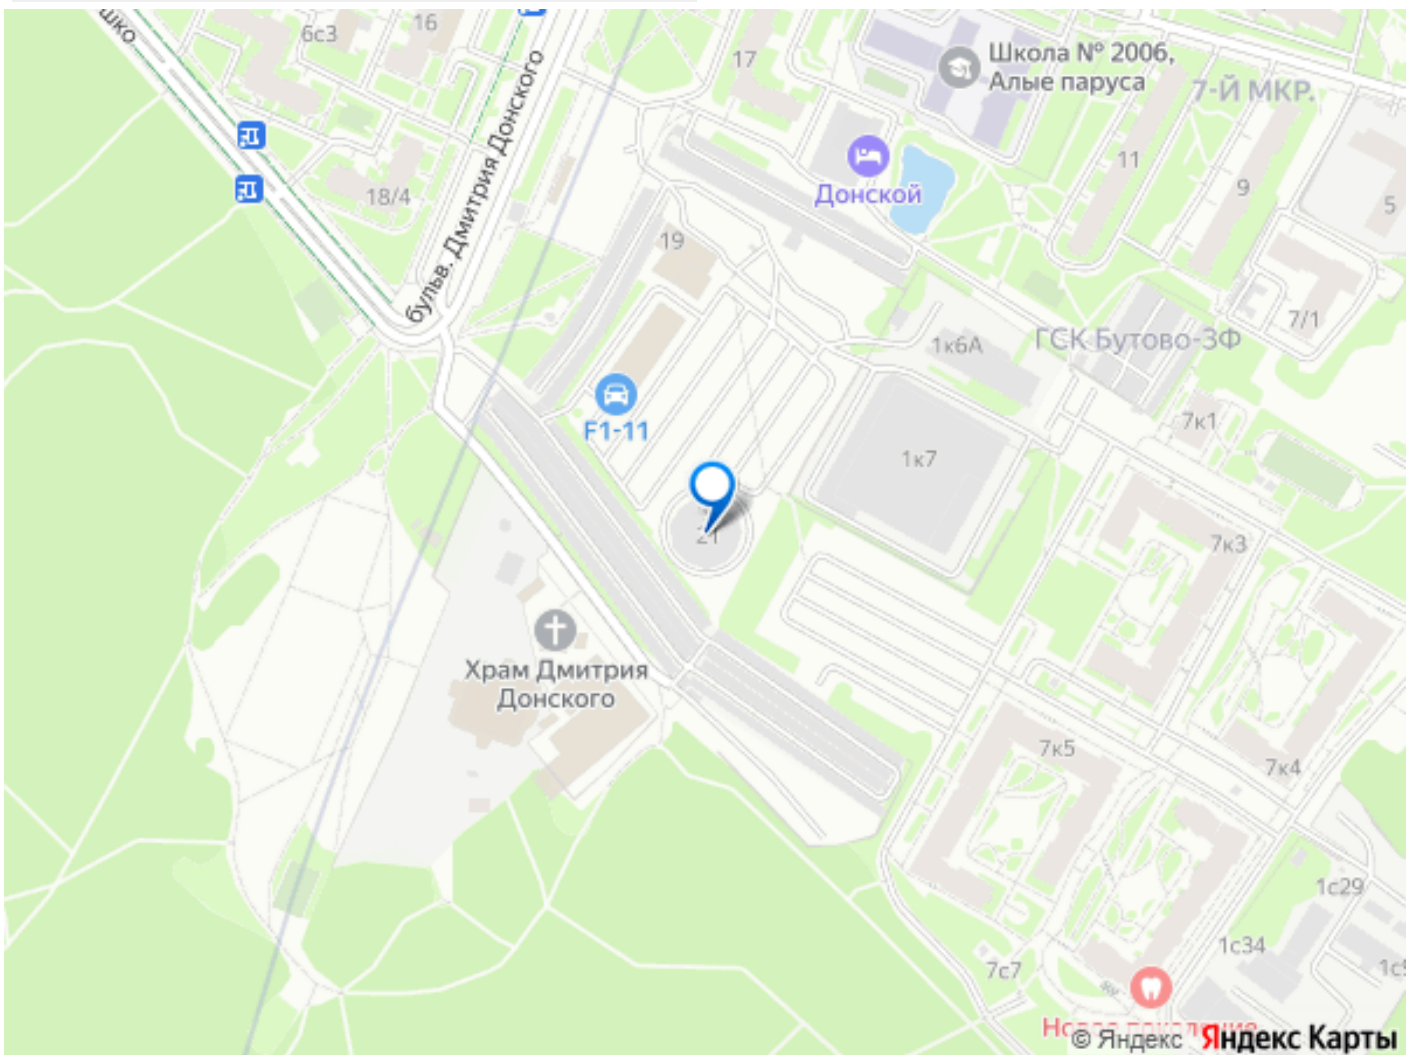 шко
6с3
16
бульв. Дмитрия Донского
17
Школа № 2006,
Алые паруса
7-Й МКР.
11
9
5
18/4
Донской
19
7/1
1к6А
ГСК Бутово-3Ф
F1-11
7к1
1к7
21
7к3
Храм Дмитрия
Донского
7к5
7к4
1с29
1с34
7с7
Новое поколение
© Яндекс Яндекс Карты